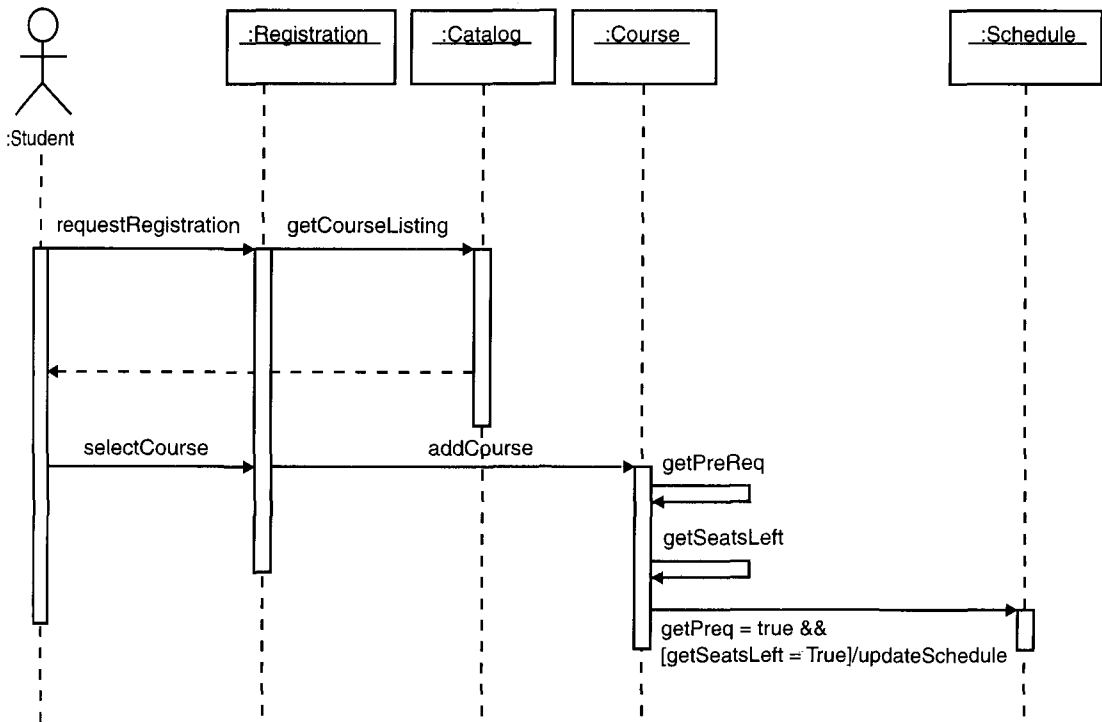 :Registration
:Catalog
:Course
:Schedule
:Student
requestRegistration
getCourseListing
selectCourse
addCourse
getPreReq
getSeatsLeft
getPreq = true &&
[getSeatsLeft = True]/updateSchedule